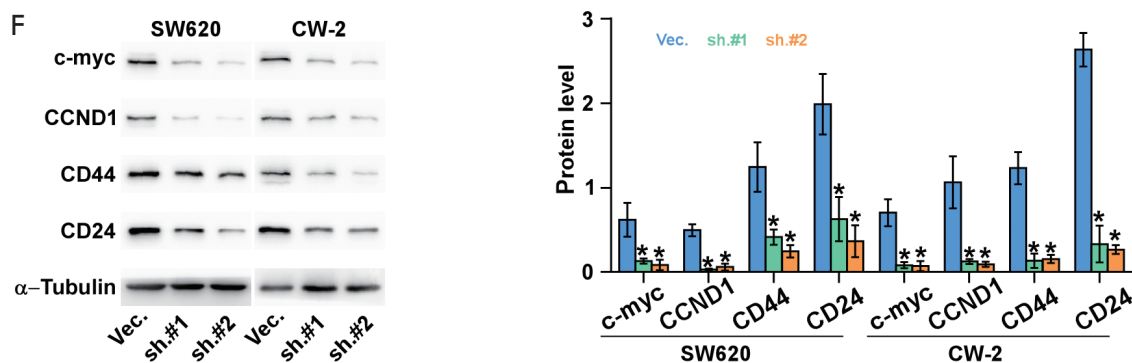 F
SW620 CW-2
c-myc
CCND1
CD44
CD24
α–Tubulin
Vec. sh.#1 sh.#2 Vec. sh.#1 sh.#2
Protein level
3
2
1
0
Vec. sh.#1 sh.#2
* * * * * * * * * * * * * * * *
c-myc CCND1 CD44 CD24 c-myc CCND1 CD44 CD24
SW620 CW-2